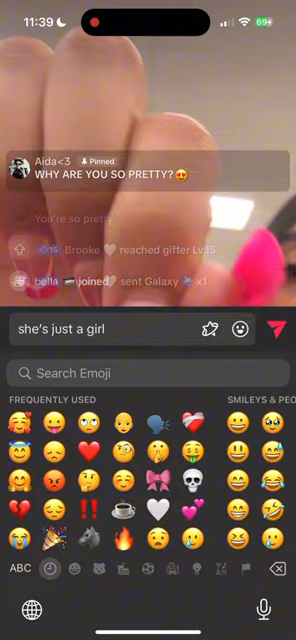 11:39
69
Aida<3 Pinned
WHY ARE YOU SO PRETTY?😍
You're so pretty
15 Brooke 🤍 reached gifter Lv.15
bella joined sent Galaxy x1
she's just a girl
Search Emoji
FREQUENTLY USED SMILEYS & PEO
ABC